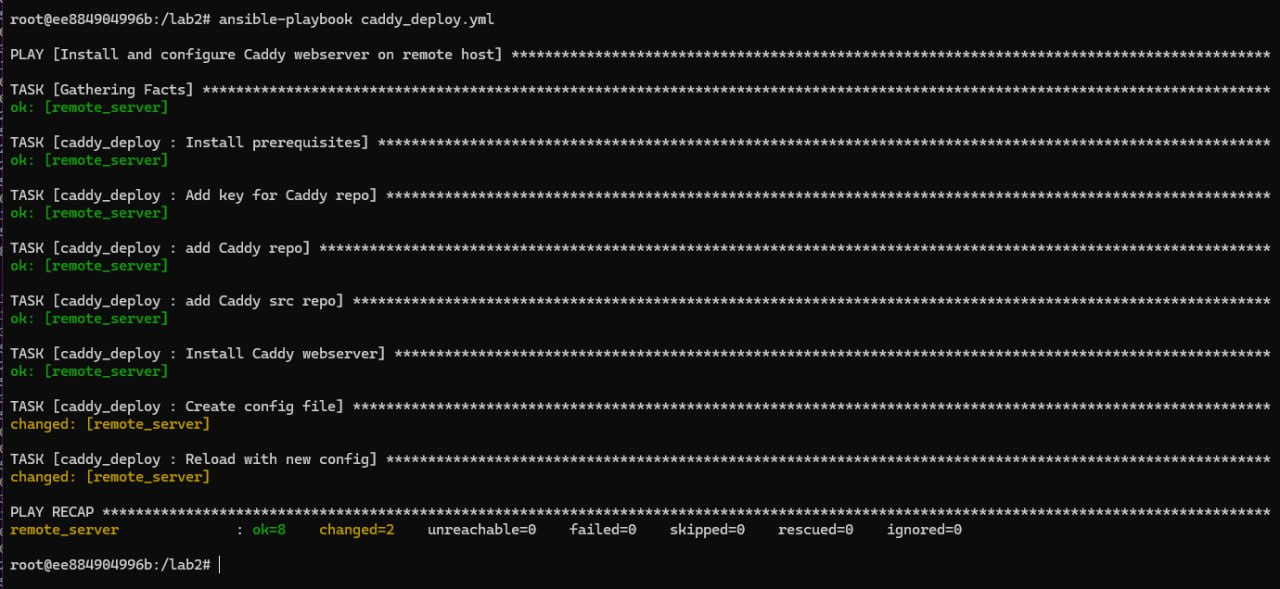 root@ee884904996b:/lab2# ansible-playbook caddy_deploy.yml
PLAY [Install and configure Caddy webserver on remote host] *******************************************************************************************
TASK [Gathering Facts] ********************************************************************************************************************************
ok: [remote_server]
TASK [caddy_deploy : Install prerequisites] ***********************************************************************************************************
ok: [remote_server]
TASK [caddy_deploy : Add key for Caddy repo] **********************************************************************************************************
ok: [remote_server]
TASK [caddy_deploy : add Caddy repo] ******************************************************************************************************************
ok: [remote_server]
TASK [caddy_deploy : add Caddy src repo] **************************************************************************************************************
ok: [remote_server]
TASK [caddy_deploy : Install Caddy webserver] *********************************************************************************************************
ok: [remote_server]
TASK [caddy_deploy : Create config file] **************************************************************************************************************
changed: [remote_server]
TASK [caddy_deploy : Reload with new config] **********************************************************************************************************
changed: [remote_server]
PLAY RECAP ********************************************************************************************************************************************
remote_server              : ok=8    changed=2    unreachable=0    failed=0    skipped=0    rescued=0    ignored=0
root@ee884904996b:/lab2#